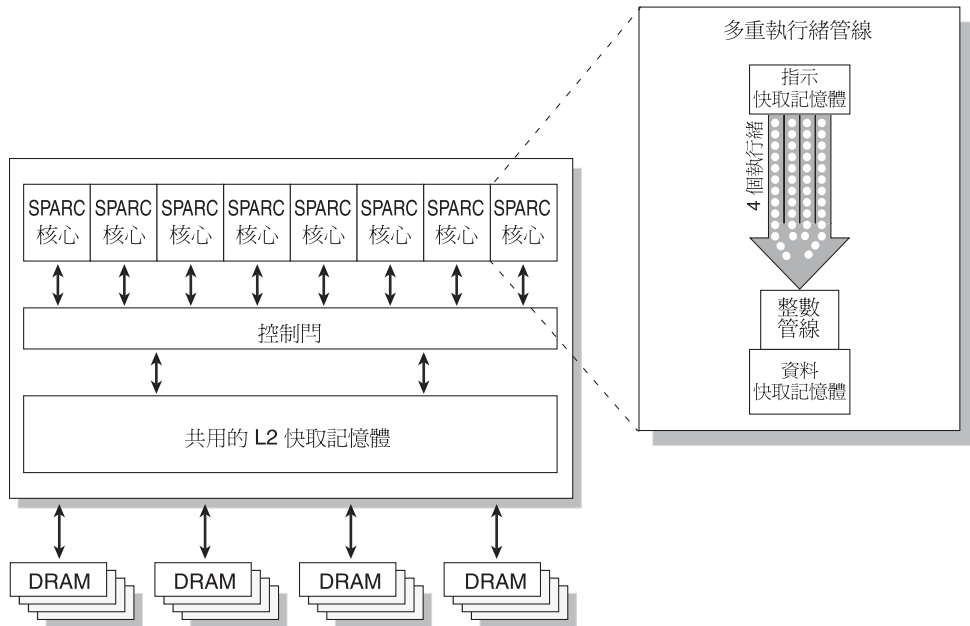 多重執行緒管線
指示
快取記憶體
4 個執行緒
整數
管線
資料
快取記憶體
SPARC
核心
SPARC
核心
SPARC
核心
SPARC
核心
SPARC
核心
SPARC
核心
SPARC
核心
SPARC
核心
控制閂
共用的 L2 快取記憶體
DRAM
DRAM
DRAM
DRAM